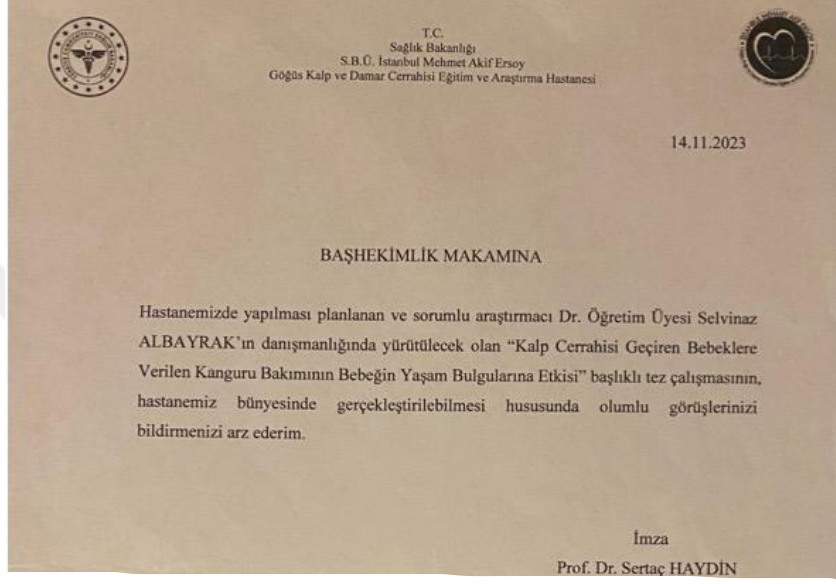 T.C.
Sağlık Bakanlığı
S.B.Ü. İstanbul Mehmet Akif Ersoy
Göğüs Kalp ve Damar Cerrahisi Eğitim ve Araştırma Hastanesi
14.11.2023
BAŞHEKİMLİK MAKAMINA
Hastanemizde yapılması planlanan ve sorumlu araştırmacı Dr. Öğretim Üyesi Selvinaz
ALBAYRAK’ın danışmanlığında yürütülecek olan “Kalp Cerrahisi Geçiren Bebeklere
Verilen Kanguru Bakımının Bebeğin Yaşam Bulgularına Etkisi” başlıklı tez çalışmasının,
hastanemiz bünyesinde gerçekleştirilebilmesi hususunda olumlu görüşlerinizi
bildirmenizi arz ederim.
İmza
Prof. Dr. Sertaç HAYDİN